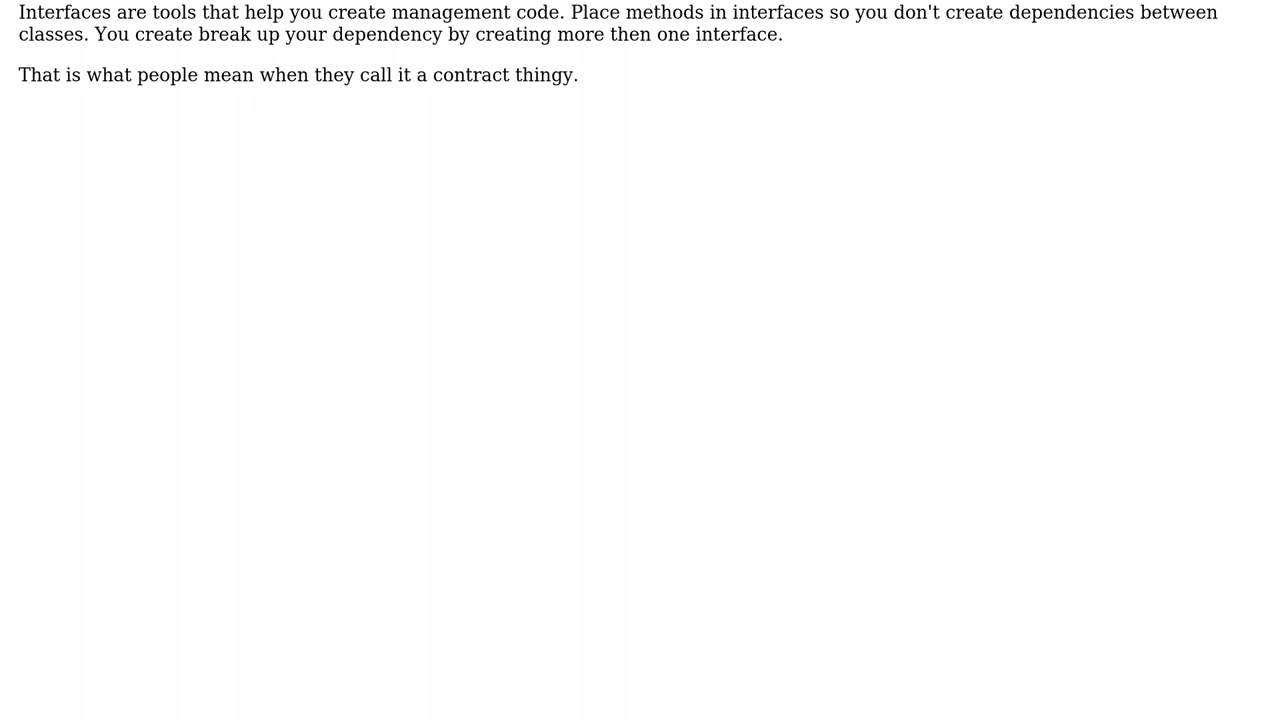 Interfaces are tools that help you create management code. Place methods in interfaces so you don't create dependencies between
classes. You create break up your dependency by creating more then one interface.
That is what people mean when they call it a contract thingy.